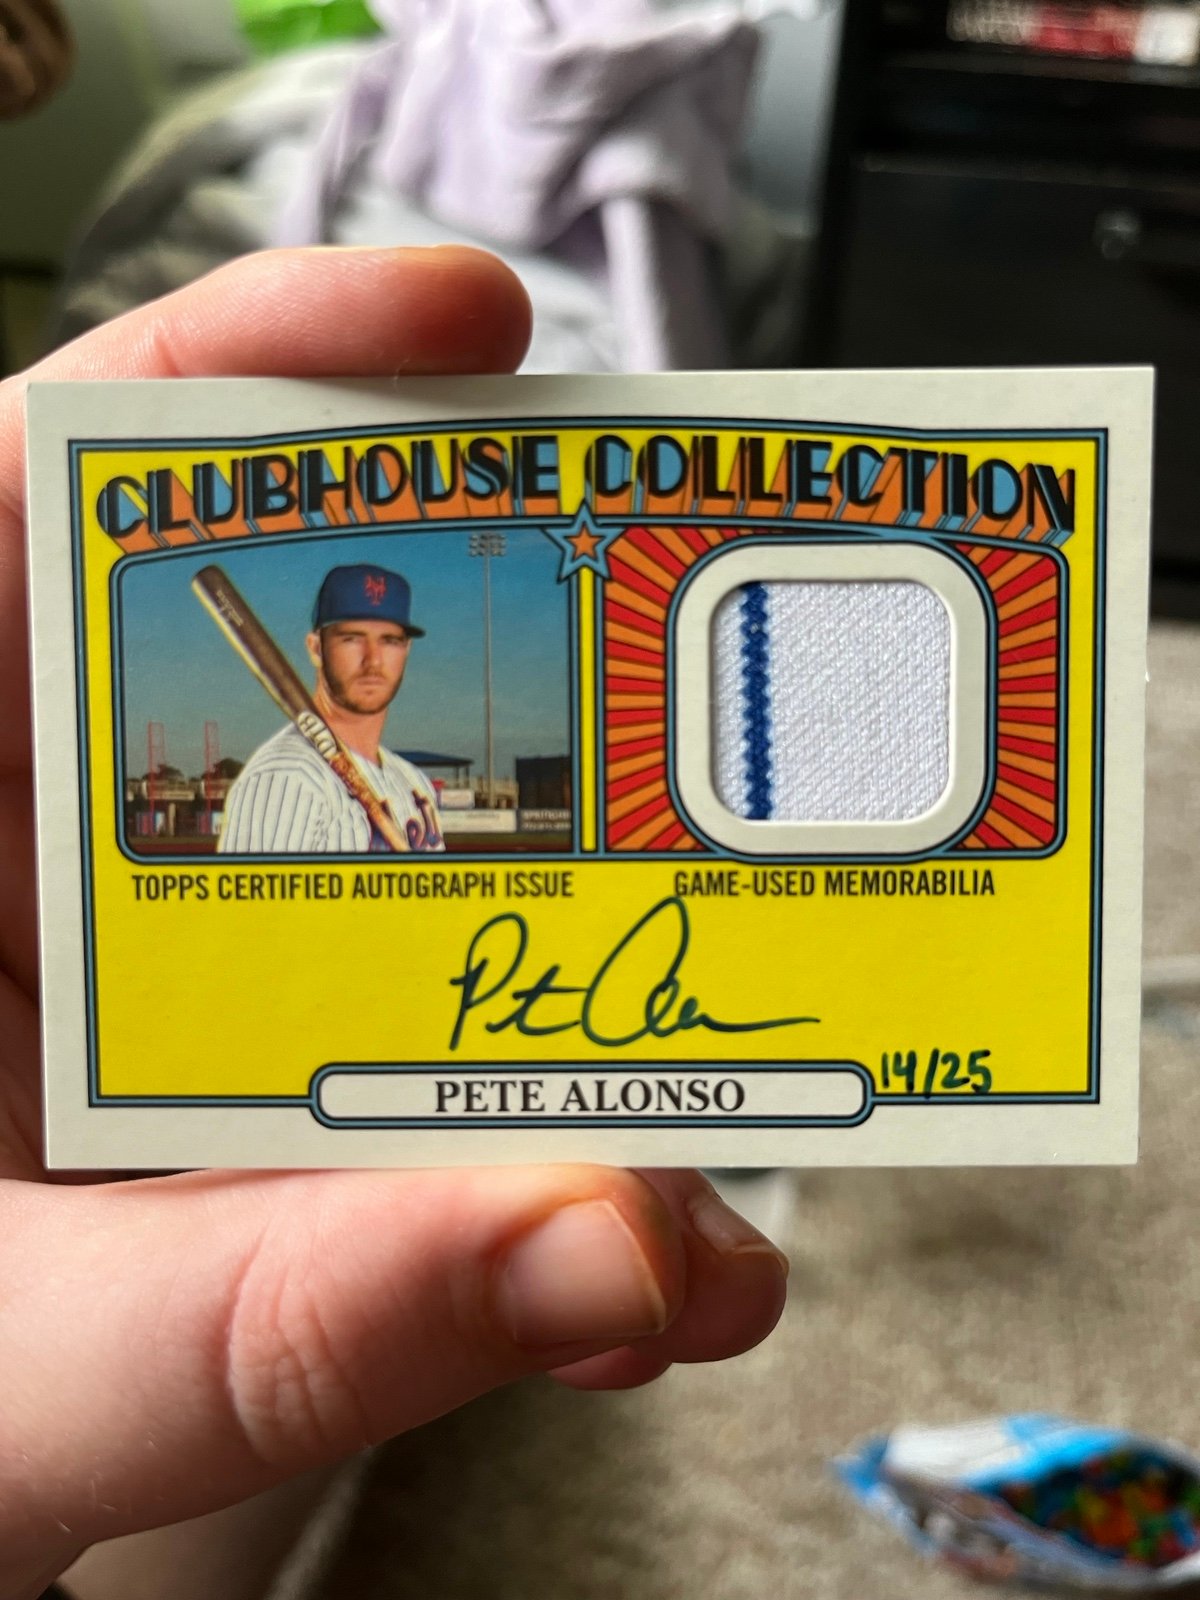 CLUBHOUSE COLLECTION
TOPPS CERTIFIED AUTOGRAPH ISSUE
GAME-USED MEMORABILIA
14/25
PETE ALONSO